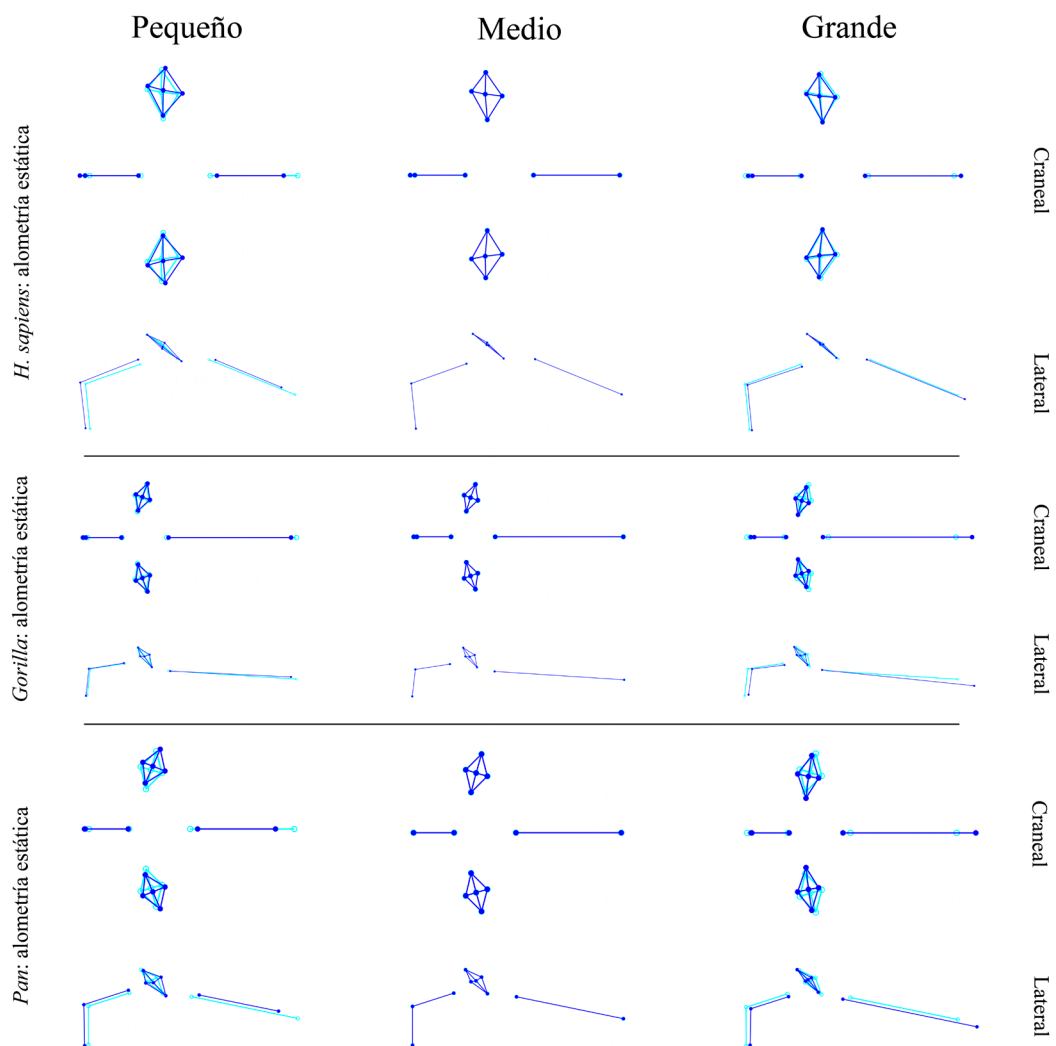 Pequeño
Medio
Grande
H. sapiens: alometría estática
Craneal
Lateral
Gorilla: alometría estática
Craneal
Lateral
Pan: alometría estática
Craneal
Lateral